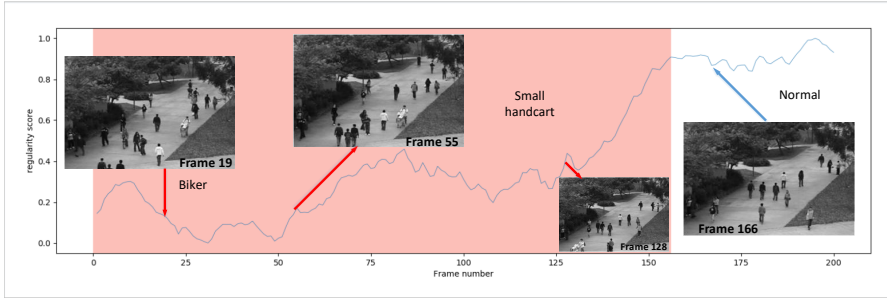 1.0
0.8
0.6
0.4
0.2
0.0
regularity score
Frame 19
Biker
Frame 55
Small
handcart
Frame 128
Normal
Frame 166
0
25
50
75
100
125
150
175
200
Frame number